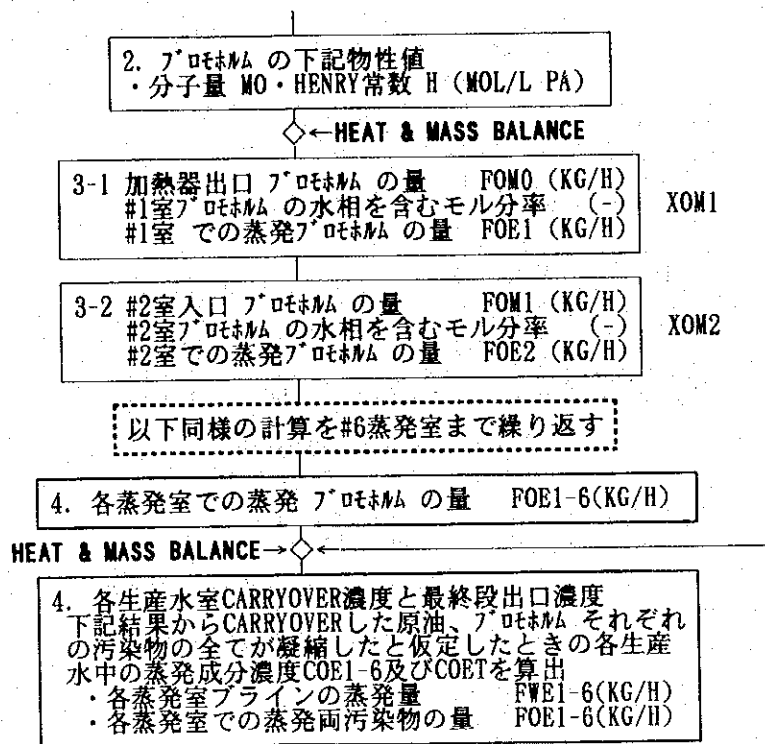 2. ﾌﾞﾛﾓﾎﾙﾑ の下記物性値
・分子量 MO・HENRY常数 H (MOL/L PA)
←HEAT & MASS BALANCE
3-1 加熱器出口 ﾌﾞﾛﾓﾎﾙﾑ の量 FOM0 (KG/H)
#1室ﾌﾞﾛﾓﾎﾙﾑ の水相を含むモル分率 (-) XOM1
#1室 での蒸発ﾌﾞﾛﾓﾎﾙﾑ の量 FOE1 (KG/H)
3-2 #2室入口 ﾌﾞﾛﾓﾎﾙﾑ の量 FOM1 (KG/H)
#2室ﾌﾞﾛﾓﾎﾙﾑ の水相を含むモル分率 (-) XOM2
#2室での蒸発ﾌﾞﾛﾓﾎﾙﾑ の量 FOE2 (KG/H)
以下同様の計算を#6蒸発室まで繰り返す
4. 各蒸発室での蒸発 ﾌﾞﾛﾓﾎﾙﾑ の量 FOE1-6(KG/H)
HEAT & MASS BALANCE→
4. 各生産水室CARRYOVER濃度と最終段出口濃度
下記結果からCARRYOVERした原油、ﾌﾞﾛﾓﾎﾙﾑ それぞれ
の汚染物の全てが凝縮したと仮定したときの各生産
水中の蒸発成分濃度COE1-6及びCOETを算出
・各蒸発室ブラインの蒸発量 FWE1-6(KG/H)
・各蒸発室での蒸発両汚染物の量 FOE1-6(KG/H)